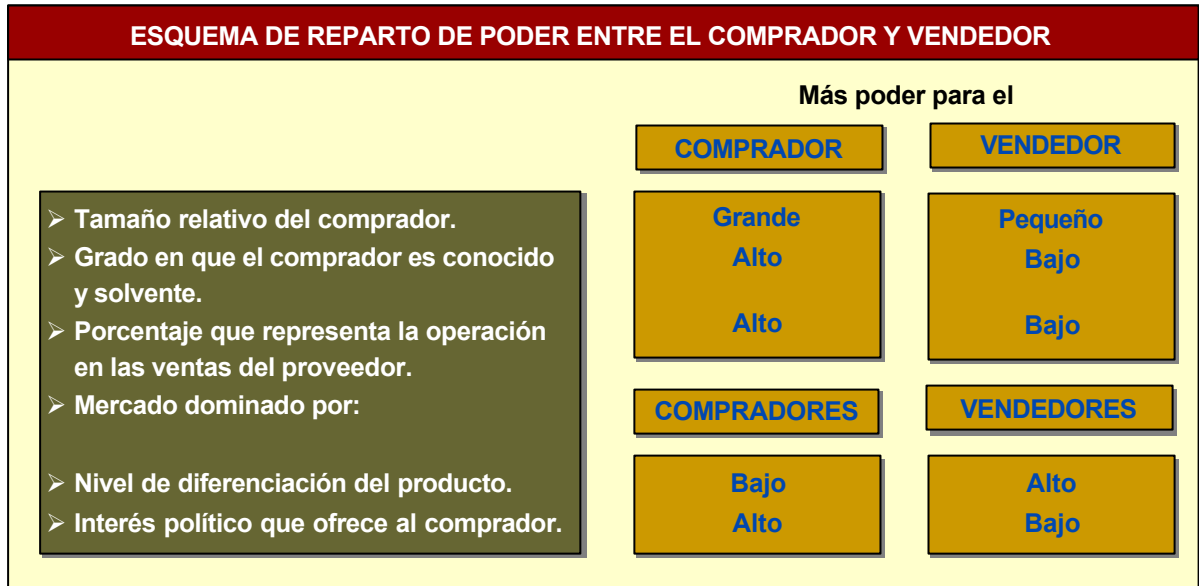 ESQUEMA DE REPARTO DE PODER ENTRE EL COMPRADOR Y VENDEDOR
Más poder para el
COMPRADOR VENDEDOR
➢ Tamaño relativo del comprador. Grande Pequeño
➢ Grado en que el comprador es conocido Alto Bajo
y solvente.
➢ Porcentaje que representa la operación Alto Bajo
en las ventas del proveedor.
➢ Mercado dominado por: COMPRADORES VENDEDORES
➢ Nivel de diferenciación del producto. Bajo Alto
➢ Interés político que ofrece al comprador. Alto Bajo